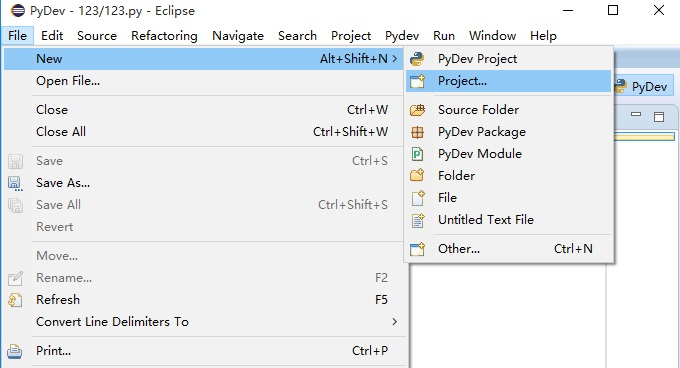 PyDev - 123/123.py - Eclipse
File Edit Source Refactoring Navigate Search Project Pydev Run Window Help
New Alt+Shift+N >
Open File...
Close Ctrl+W
Close All Ctrl+Shift+W
Save Ctrl+S
Save As...
Save All Ctrl+Shift+S
Revert
Move...
Rename... F2
Refresh F5
Convert Line Delimiters To >
Print... Ctrl+P
PyDev Project
Project...
Source Folder
PyDev Package
PyDev Module
Folder
File
Untitled Text File
Other... Ctrl+N
PyDev